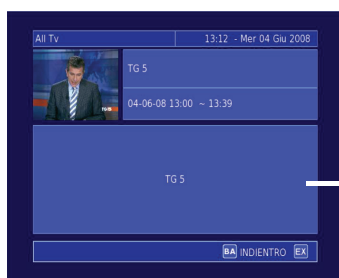 All Tv
13:12 - Mer 04 Giu 2008
TG 5
04-06-08 13:00 ~ 13:39
TG 5
BA INDIENTRO EX